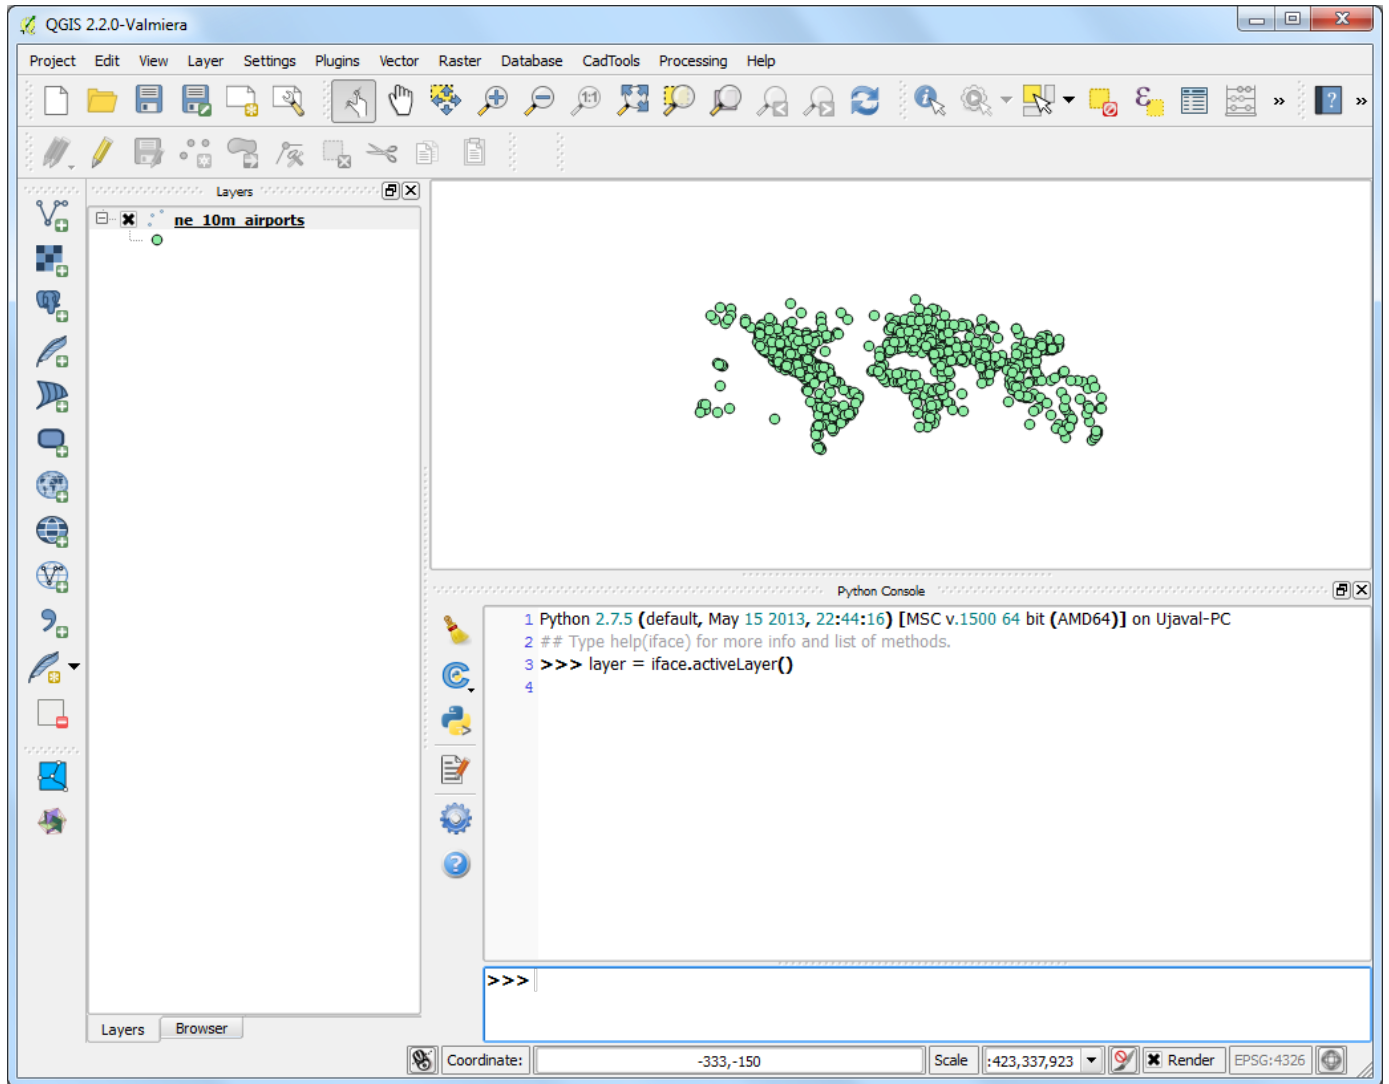 QGIS 2.2.0-Valmiera
Project Edit View Layer Settings Plugins Vector Raster Database CadTools Processing Help
1:1
ε
» ? »
Layers
ne_10m_airports
Python Console
1 Python 2.7.5 (default, May 15 2013, 22:44:16) [MSC v.1500 64 bit (AMD64)] on Ujaval-PC
2 ## Type help(iface) for more info and list of methods.
3 >>> layer = iface.activeLayer()
4
>>>
Layers Browser
Coordinate: -333,-150 Scale :423,337,923 Render EPSG:4326